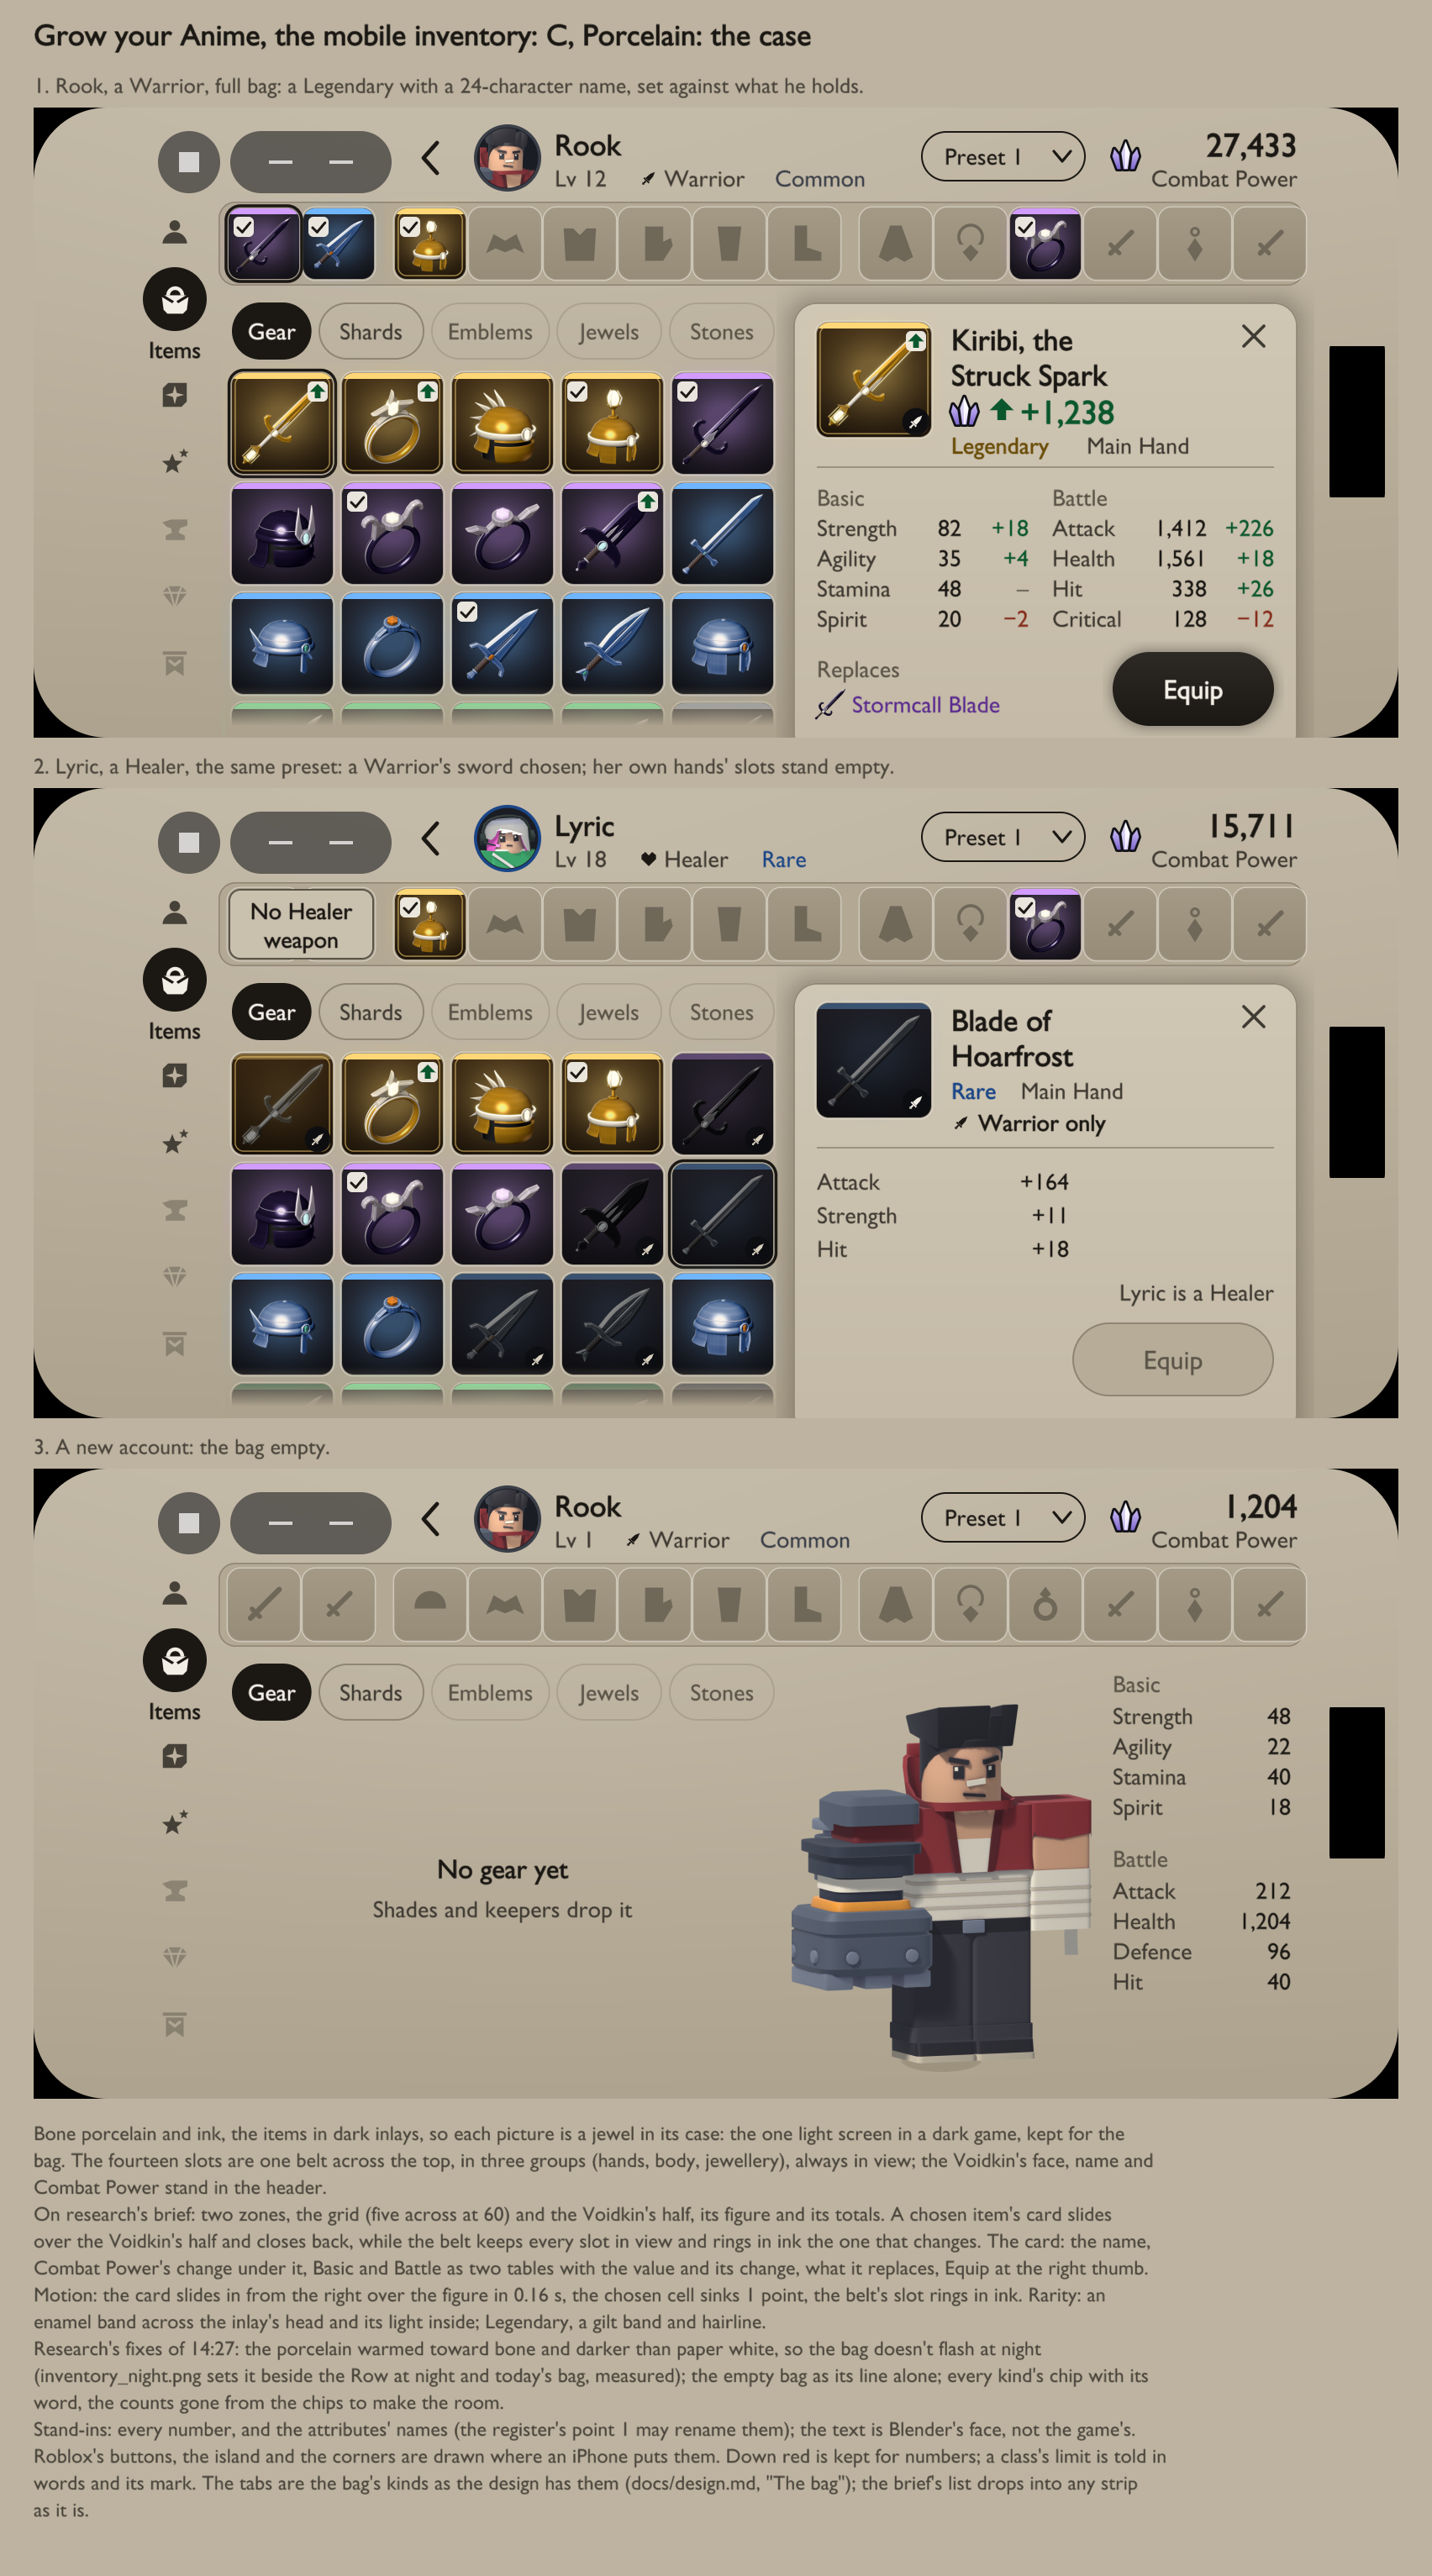 Grow your Anime, the mobile inventory: C, Porcelain: the case
1. Rook, a Warrior, full bag: a Legendary with a 24-character name, set against what he holds.
Rook
Lv 12 Warrior Common
Preset 1
27,433
Combat Power
Items
Gear Shards Emblems Jewels Stones
Kiribi, the
Struck Spark
+1,238
Legendary Main Hand
Basic Battle
Strength 82 +18 Attack 1,412 +226
Agility 35 +4 Health 1,561 +18
Stamina 48 – Hit 338 +26
Spirit 20 −2 Critical 128 −12
Replaces
Stormcall Blade
Equip
2. Lyric, a Healer, the same preset: a Warrior's sword chosen; her own hands' slots stand empty.
Lyric
Lv 18 Healer Rare
Preset 1
15,711
Combat Power
No Healer
weapon
Items
Gear Shards Emblems Jewels Stones
Blade of
Hoarfrost
Rare Main Hand
Warrior only
Attack +164
Strength +11
Hit +18
Lyric is a Healer
Equip
3. A new account: the bag empty.
Rook
Lv 1 Warrior Common
Preset 1
1,204
Combat Power
Items
Gear Shards Emblems Jewels Stones
No gear yet
Shades and keepers drop it
Basic
Strength 48
Agility 22
Stamina 40
Spirit 18
Battle
Attack 212
Health 1,204
Defence 96
Hit 40
Bone porcelain and ink, the items in dark inlays, so each picture is a jewel in its case: the one light screen in a dark game, kept for the
bag. The fourteen slots are one belt across the top, in three groups (hands, body, jewellery), always in view; the Voidkin's face, name and
Combat Power stand in the header.
On research's brief: two zones, the grid (five across at 60) and the Voidkin's half, its figure and its totals. A chosen item's card slides
over the Voidkin's half and closes back, while the belt keeps every slot in view and rings in ink the one that changes. The card: the name,
Combat Power's change under it, Basic and Battle as two tables with the value and its change, what it replaces, Equip at the right thumb.
Motion: the card slides in from the right over the figure in 0.16 s, the chosen cell sinks 1 point, the belt's slot rings in ink. Rarity: an
enamel band across the inlay's head and its light inside; Legendary, a gilt band and hairline.
Research's fixes of 14:27: the porcelain warmed toward bone and darker than paper white, so the bag doesn't flash at night
(inventory_night.png sets it beside the Row at night and today's bag, measured); the empty bag as its line alone; every kind's chip with its
word, the counts gone from the chips to make the room.
Stand-ins: every number, and the attributes' names (the register's point 1 may rename them); the text is Blender's face, not the game's.
Roblox's buttons, the island and the corners are drawn where an iPhone puts them. Down red is kept for numbers; a class's limit is told in
words and its mark. The tabs are the bag's kinds as the design has them (docs/design.md, "The bag"); the brief's list drops into any strip
as it is.